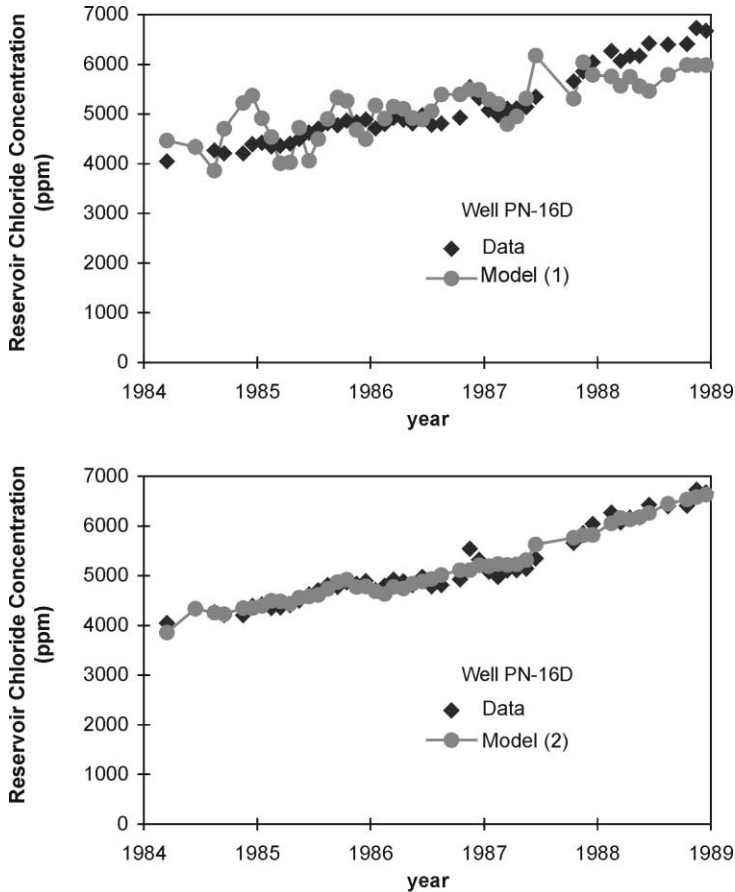 Reservoir Chloride Concentration
(ppm)
7000
6000
5000
4000
3000
2000
1000
0
Well PN-16D
Data
Model (1)
1984 1985 1986 1987 1988 1989
year
Reservoir Chloride Concentration
(ppm)
7000
6000
5000
4000
3000
2000
1000
0
Well PN-16D
Data
Model (2)
1984 1985 1986 1987 1988 1989
year